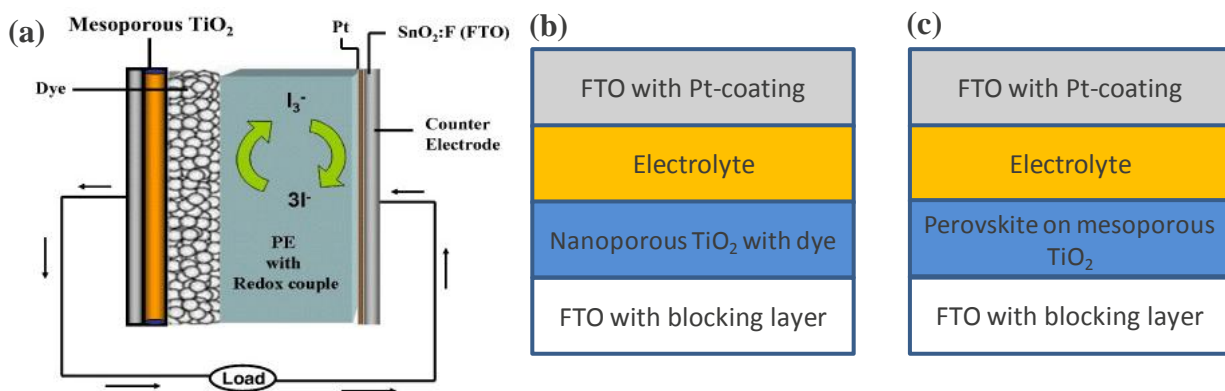 (a)
Mesoporous TiO₂
Pt
SnO₂:F (FTO)
Dye
I₃⁻
3I⁻
Counter
Electrode
PE
with
Redox couple
Load
(b)
FTO with Pt-coating
Electrolyte
Nanoporous TiO₂ with dye
FTO with blocking layer
(c)
FTO with Pt-coating
Electrolyte
Perovskite on mesoporous
TiO₂
FTO with blocking layer